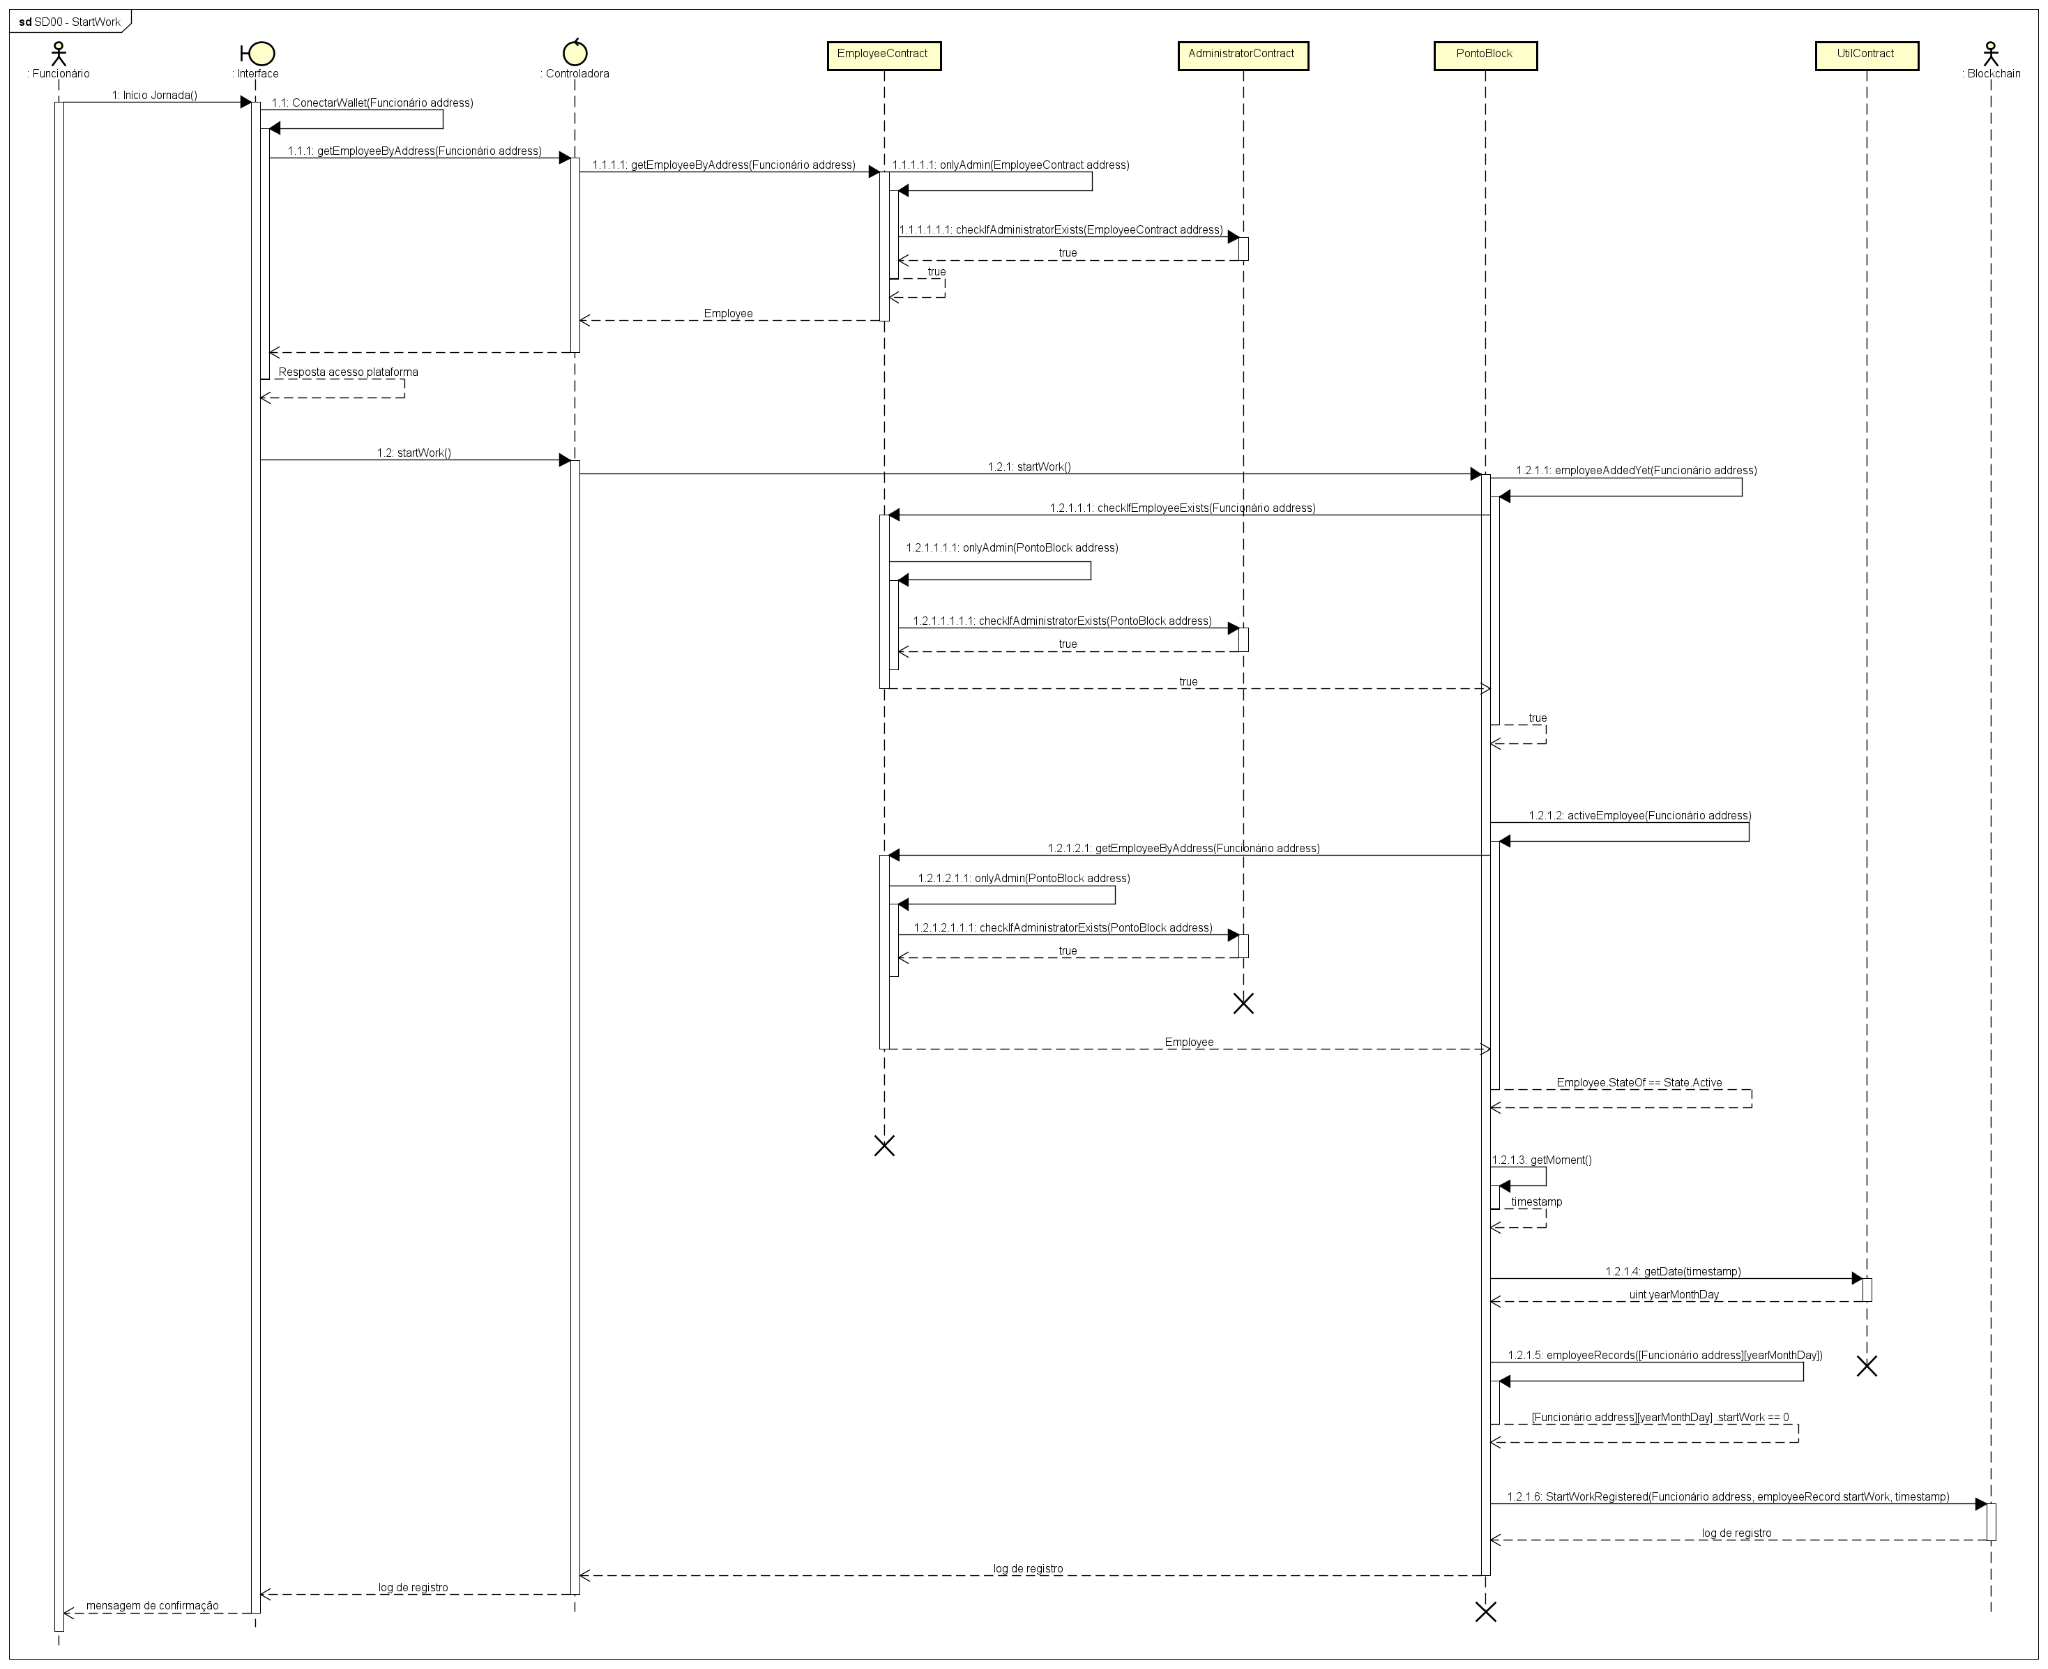 sd SD00 - StartWork
: Funcionário
: Interface
: Controladora
EmployeeContract
AdministratorContract
PontoBlock
UtilContract
: Blockchain
1: Início Jornada()
1.1: ConectarWallet(Funcionário address)
1.1.1: getEmployeeByAddress(Funcionário address)
1.1.1.1: getEmployeeByAddress(Funcionário address)
1.1.1.1.1: onlyAdmin(EmployeeContract address)
1.1.1.1.1.1: checkIfAdministratorExists(EmployeeContract address)
true
true
Employee
Resposta acesso plataforma
1.2: startWork()
1.2.1: startWork()
1.2.1.1: employeeAddedYet(Funcionário address)
1.2.1.1.1: checkIfEmployeeExists(Funcionário address)
1.2.1.1.1.1: onlyAdmin(PontoBlock address)
1.2.1.1.1.1.1: checkIfAdministratorExists(PontoBlock address)
true
true
true
1.2.1.2: activeEmployee(Funcionário address)
1.2.1.2.1: getEmployeeByAddress(Funcionário address)
1.2.1.2.1.1: onlyAdmin(PontoBlock address)
1.2.1.2.1.1.1: checkIfAdministratorExists(PontoBlock address)
true
Employee
Employee.StateOf == State.Active
1.2.1.3: getMoment()
timestamp
1.2.1.4: getDate(timestamp)
uint yearMonthDay
1.2.1.5: employeeRecords([Funcionário address][yearMonthDay])
[Funcionário address][yearMonthDay] .startWork == 0
1.2.1.6: StartWorkRegistered(Funcionário address, employeeRecord.startWork, timestamp)
log de registro
log de registro
log de registro
mensagem de confirmação